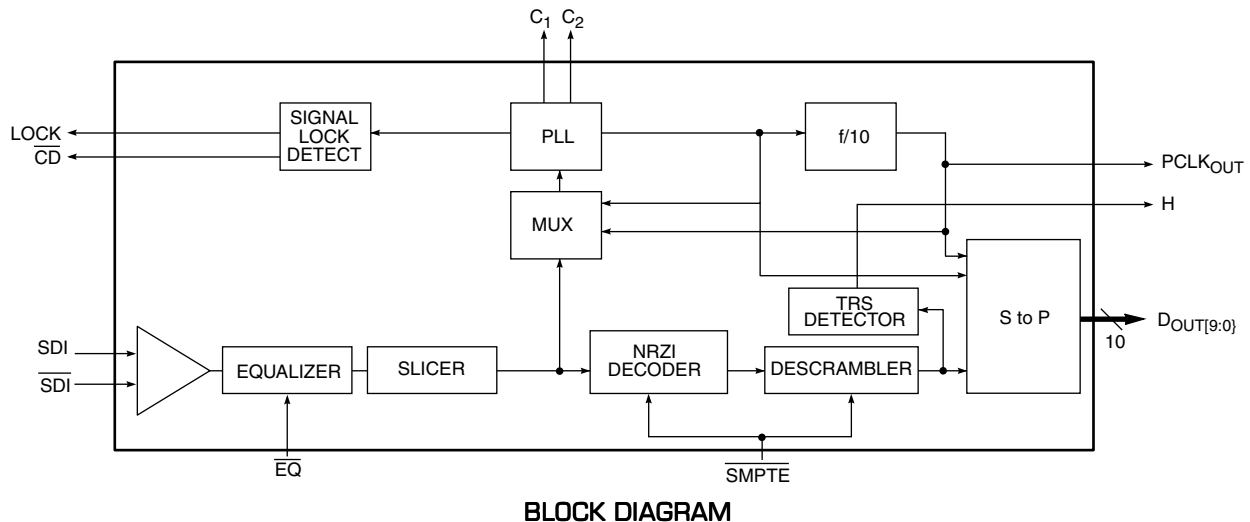 C1 C2
SIGNAL
LOCK
DETECT
LOCK
CD
PLL
f/10
PCLKOUT
H
MUX
TRS
DETECTOR
S to P
DOUT[9:0}
10
SDI
SDI
EQUALIZER
SLICER
NRZI
DECODER
DESCRAMBLER
EQ
SMPTE
BLOCK DIAGRAM